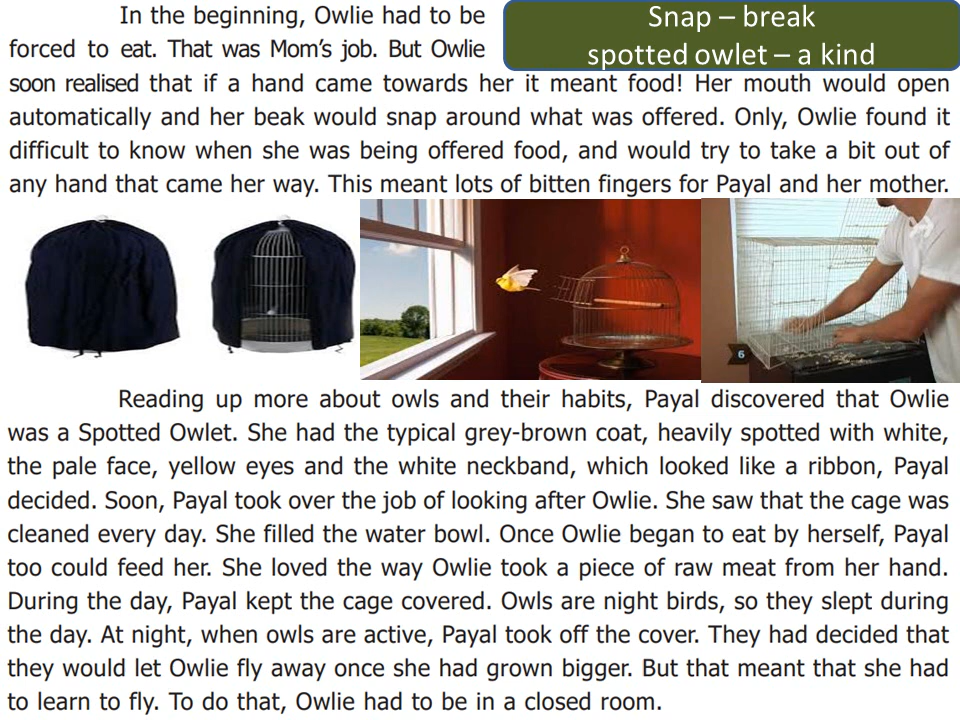 In the beginning, Owlie had to be
forced to eat. That was Mom's job. But Owlie
Snap – break
spotted owlet – a kind
soon realised that if a hand came towards her it meant food! Her mouth would open
automatically and her beak would snap around what was offered. Only, Owlie found it
difficult to know when she was being offered food, and would try to take a bit out of
any hand that came her way. This meant lots of bitten fingers for Payal and her mother.
6
Reading up more about owls and their habits, Payal discovered that Owlie
was a Spotted Owlet. She had the typical grey-brown coat, heavily spotted with white,
the pale face, yellow eyes and the white neckband, which looked like a ribbon, Payal
decided. Soon, Payal took over the job of looking after Owlie. She saw that the cage was
cleaned every day. She filled the water bowl. Once Owlie began to eat by herself, Payal
too could feed her. She loved the way Owlie took a piece of raw meat from her hand.
During the day, Payal kept the cage covered. Owls are night birds, so they slept during
the day. At night, when owls are active, Payal took off the cover. They had decided that
they would let Owlie fly away once she had grown bigger. But that meant that she had
to learn to fly. To do that, Owlie had to be in a closed room.